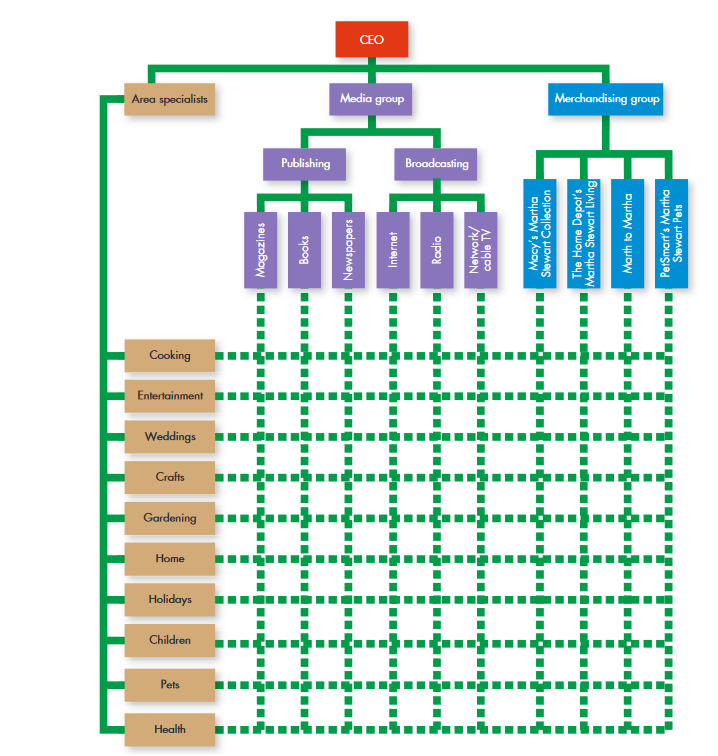 CEO
Area specialists
Media group
Merchandising group
Publishing
Broadcasting
Magazines
Books
Newspapers
Internet
Radio
Network/
cable TV
Macy's Martha
Stewart Collection
The Home Depot's
Martha Stewart Living
Marth to Martha
PetSmart's Martha
Stewart Pets
Cooking
Entertainment
Weddings
Crafts
Gardening
Home
Holidays
Children
Pets
Health